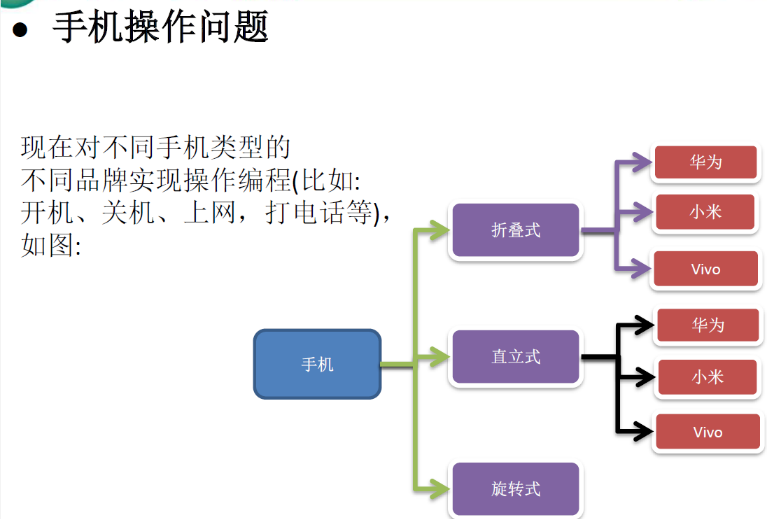 ● 手机操作问题
现在对不同手机类型的
不同品牌实现操作编程(比如:
开机、关机、上网，打电话等)，
如图:
手机
折叠式
华为
小米
Vivo
直立式
华为
小米
Vivo
旋转式